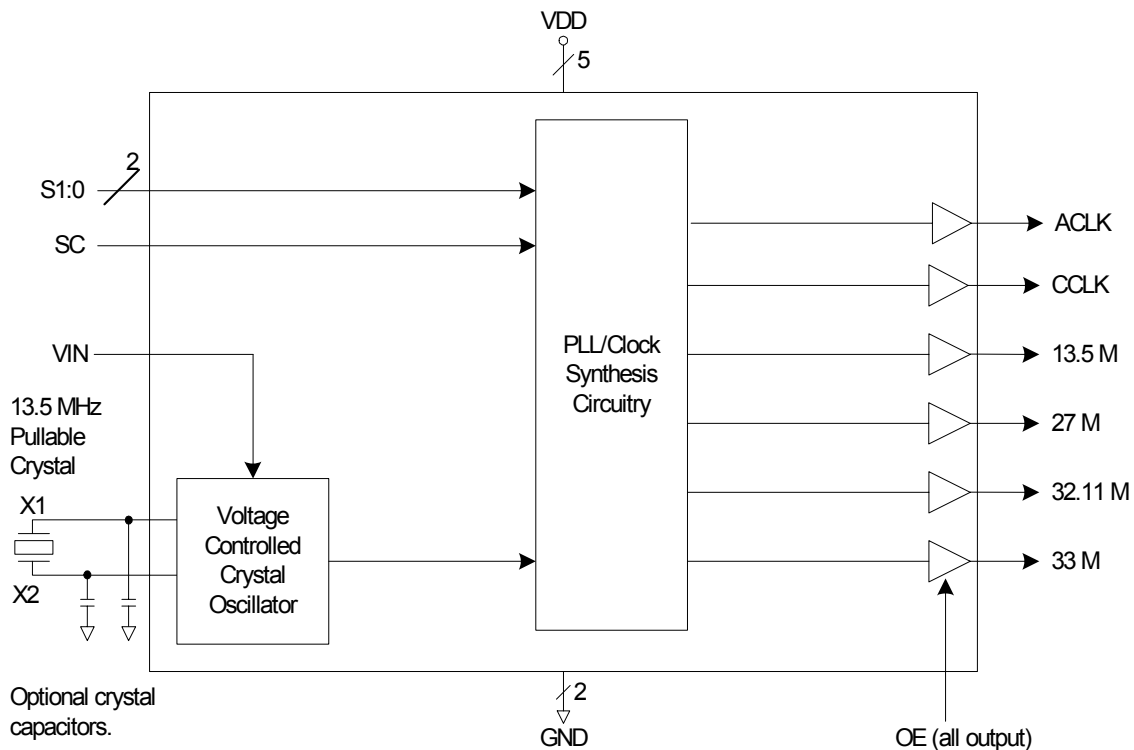 VDD
5
2
S1:0
SC
ACLK
CCLK
VIN
PLL/Clock
Synthesis
Circuitry
13.5 M
13.5 MHz
Pullable
Crystal
27 M
X1
Voltage
Controlled
Crystal
Oscillator
32.11 M
33 M
X2
Optional crystal
capacitors.
2
GND
OE (all output)